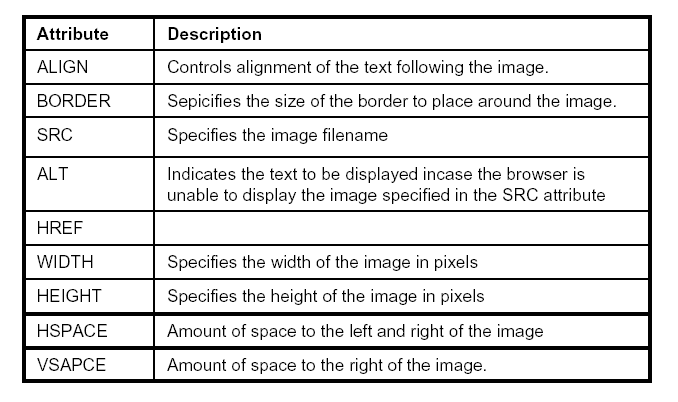 Attribute Description
ALIGN Controls alignment of the text following the image.
BORDER Sepicifies the size of the border to place around the image.
SRC Specifies the image filename
ALT Indicates the text to be displayed incase the browser is
unable to display the image specified in the SRC attribute
HREF
WIDTH Specifies the width of the image in pixels
HEIGHT Specifies the height of the image in pixels
HSPACE Amount of space to the left and right of the image
VSAPCE Amount of space to the right of the image.